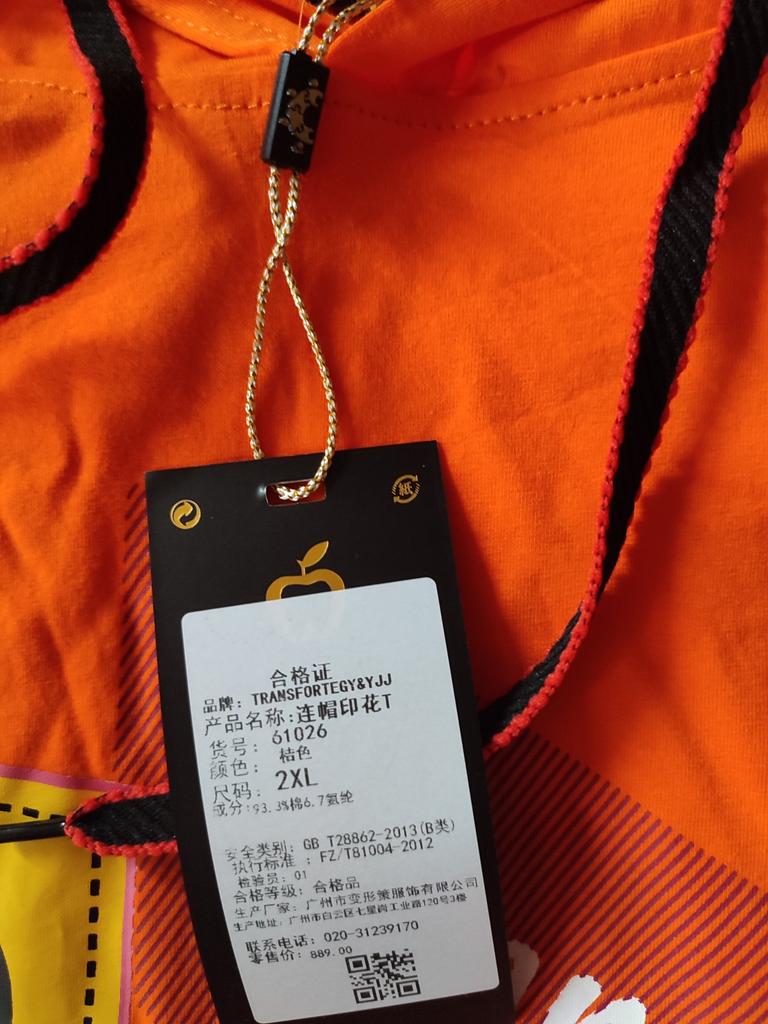 紙
合格证
品牌: TRANSFORTEGY&YJJ
产品名称:连帽印花T
货号: 61026
颜色: 桔色
尺码: 2XL
成分:93.3%棉6.7氨纶
安全类别: GB T28862-2013(B类)
执行标准 : FZ/T81004-2012
检验员: 01
合格等级: 合格品
生产厂家: 广州市变形策服饰有限公司
生产地址: 广州市白云区七星岗工业路120号3楼
联系电话: 020-31239170
零售价: 889.00